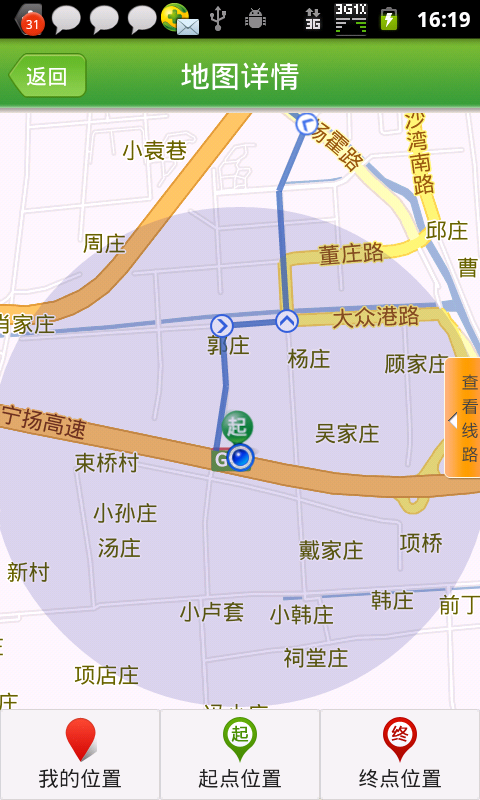 31
3G
3G1X
16:19
返回
地图详情
小袁巷
杨霍路
沙湾南路
周庄
邱庄
董庄路
曹
肖家庄
大众港路
郭庄
杨庄
顾家庄
查看线路
宁扬高速
起
吴家庄
G
束桥村
小孙庄
汤庄
戴家庄
项桥
新村
韩庄
前丁
小卢套
小韩庄
祠堂庄
项店庄
庄
起
终
我的位置
起点位置
终点位置